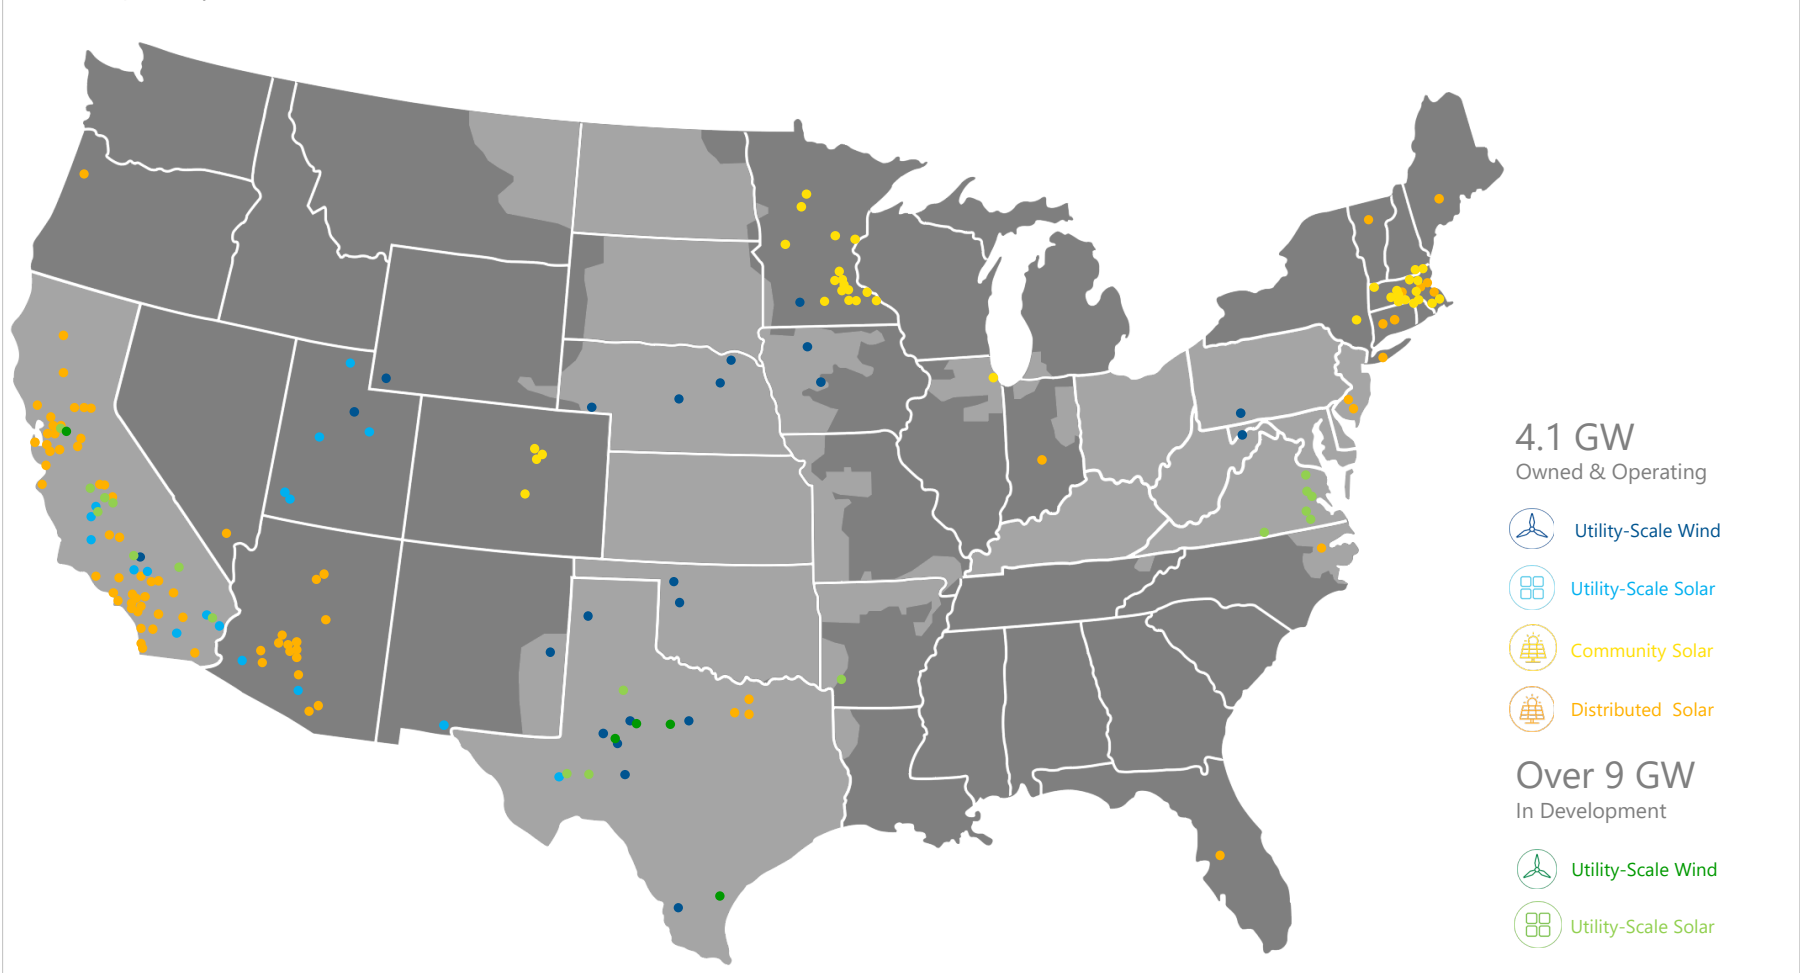 4.1 GW
Owned & Operating
Utility-Scale Wind
Utility-Scale Solar
Community Solar
Distributed Solar
Over 9 GW
In Development
Utility-Scale Wind
Utility-Scale Solar